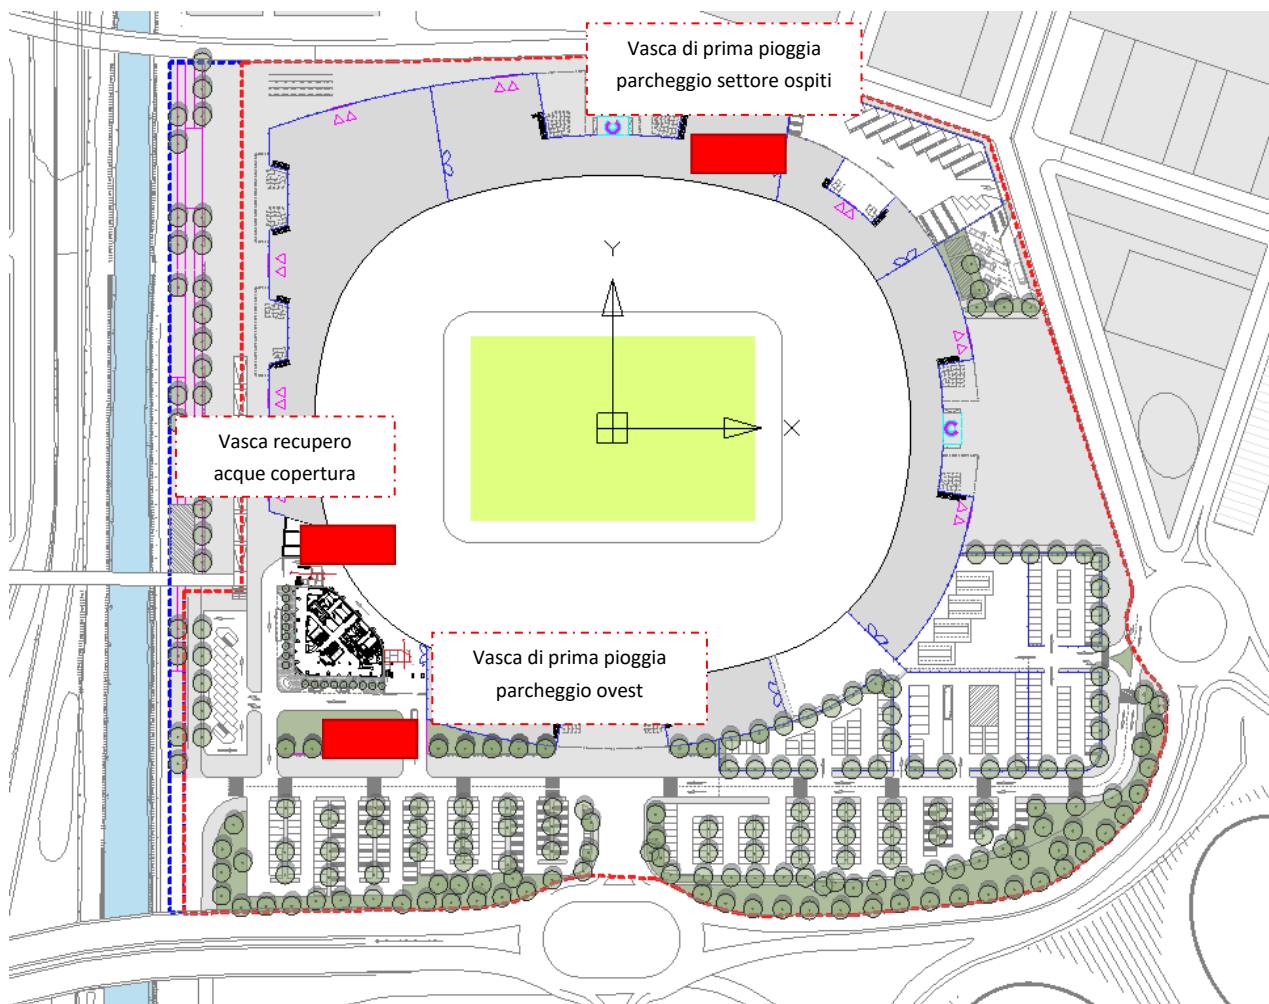 Vasca di prima pioggia
parcheggio settore ospiti
Y
X
Vasca recupero
acque copertura
Vasca di prima pioggia
parcheggio ovest